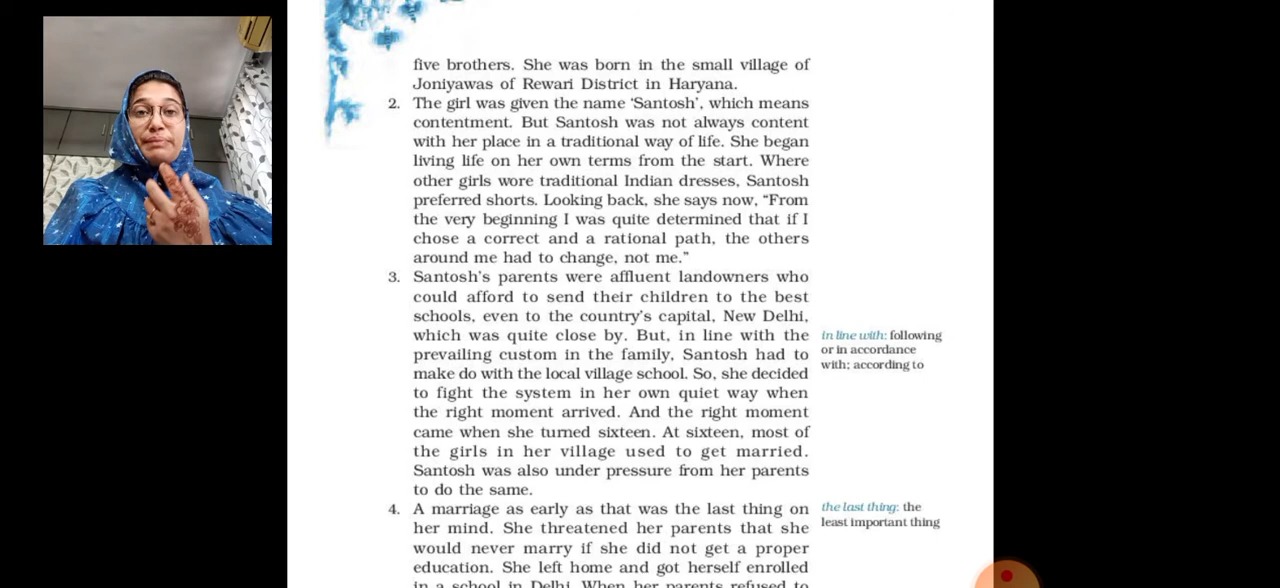 five brothers. She was born in the small village of
Joniyawas of Rewari District in Haryana.
2. The girl was given the name ‘Santosh’, which means
contentment. But Santosh was not always content
with her place in a traditional way of life. She began
living life on her own terms from the start. Where
other girls wore traditional Indian dresses, Santosh
preferred shorts. Looking back, she says now, “From
the very beginning I was quite determined that if I
chose a correct and a rational path, the others
around me had to change, not me.”
3. Santosh’s parents were affluent landowners who
could afford to send their children to the best
schools, even to the country’s capital, New Delhi,
which was quite close by. But, in line with the
prevailing custom in the family, Santosh had to
make do with the local village school. So, she decided
to fight the system in her own quiet way when
the right moment arrived. And the right moment
came when she turned sixteen. At sixteen, most of
the girls in her village used to get married.
Santosh was also under pressure from her parents
to do the same.
4. A marriage as early as that was the last thing on
her mind. She threatened her parents that she
would never marry if she did not get a proper
education. She left home and got herself enrolled
in a school in Delhi. When her parents refused to
in line with: following
or in accordance
with; according to
the last thing: the
least important thing